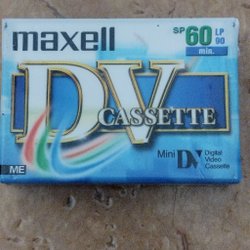 maxell
SP 60 LP 90
min.
DV
CASSETTE
Mini DV Digital Video Cassette
ME